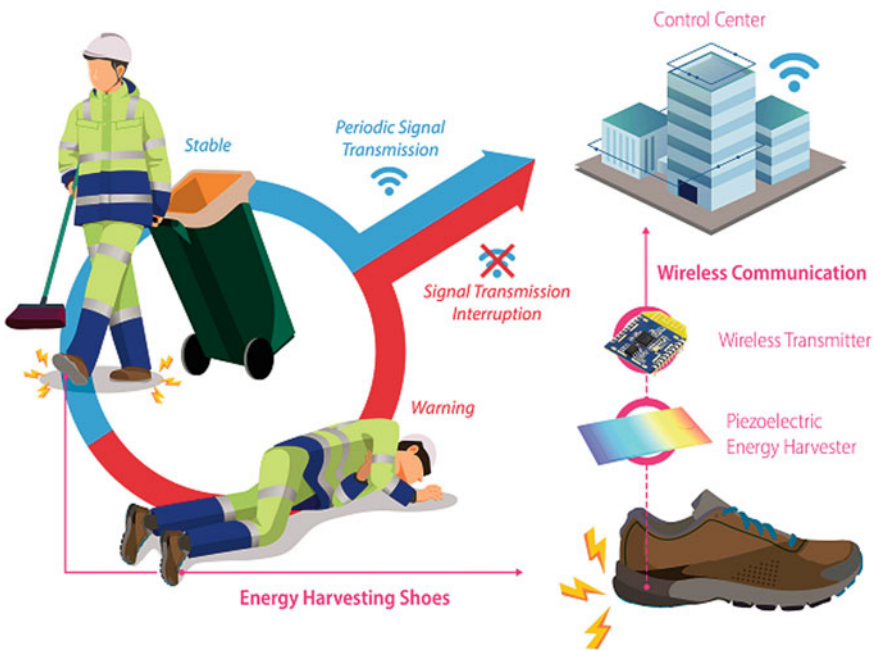 Control Center
Stable
Periodic Signal
Transmission
Signal Transmission
Interruption
Wireless Communication
Wireless Transmitter
Warning
Piezoelectric
Energy Harvester
Energy Harvesting Shoes